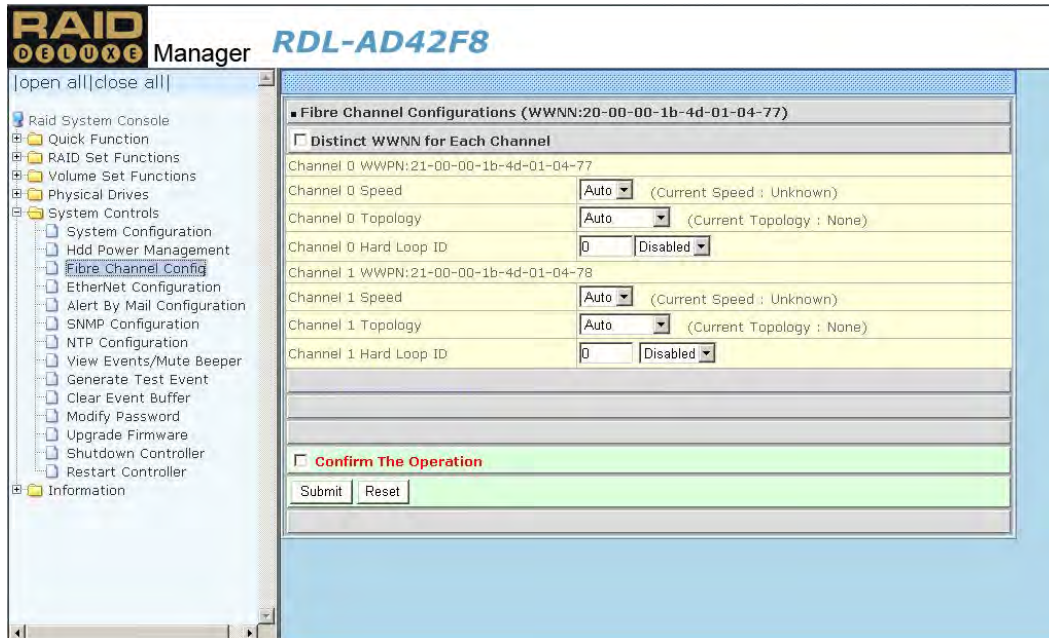 RAID
DELUXE Manager
RDL-AD42F8
|open all|close all|
Raid System Console
Quick Function
RAID Set Functions
Volume Set Functions
Physical Drives
System Controls
System Configuration
Hdd Power Management
Fibre Channel Config
EtherNet Configuration
Alert By Mail Configuration
SNMP Configuration
NTP Configuration
View Events/Mute Beeper
Generate Test Event
Clear Event Buffer
Modify Password
Upgrade Firmware
Shutdown Controller
Restart Controller
Information
Fibre Channel Configurations (WWNN:20-00-00-1b-4d-01-04-77)
Distinct WWNN for Each Channel
Channel 0 WWPN:21-00-00-1b-4d-01-04-77
Channel 0 Speed Auto (Current Speed : Unknown)
Channel 0 Topology Auto (Current Topology : None)
Channel 0 Hard Loop ID 0 Disabled
Channel 1 WWPN:21-00-00-1b-4d-01-04-78
Channel 1 Speed Auto (Current Speed : Unknown)
Channel 1 Topology Auto (Current Topology : None)
Channel 1 Hard Loop ID 0 Disabled
Confirm The Operation
Submit Reset